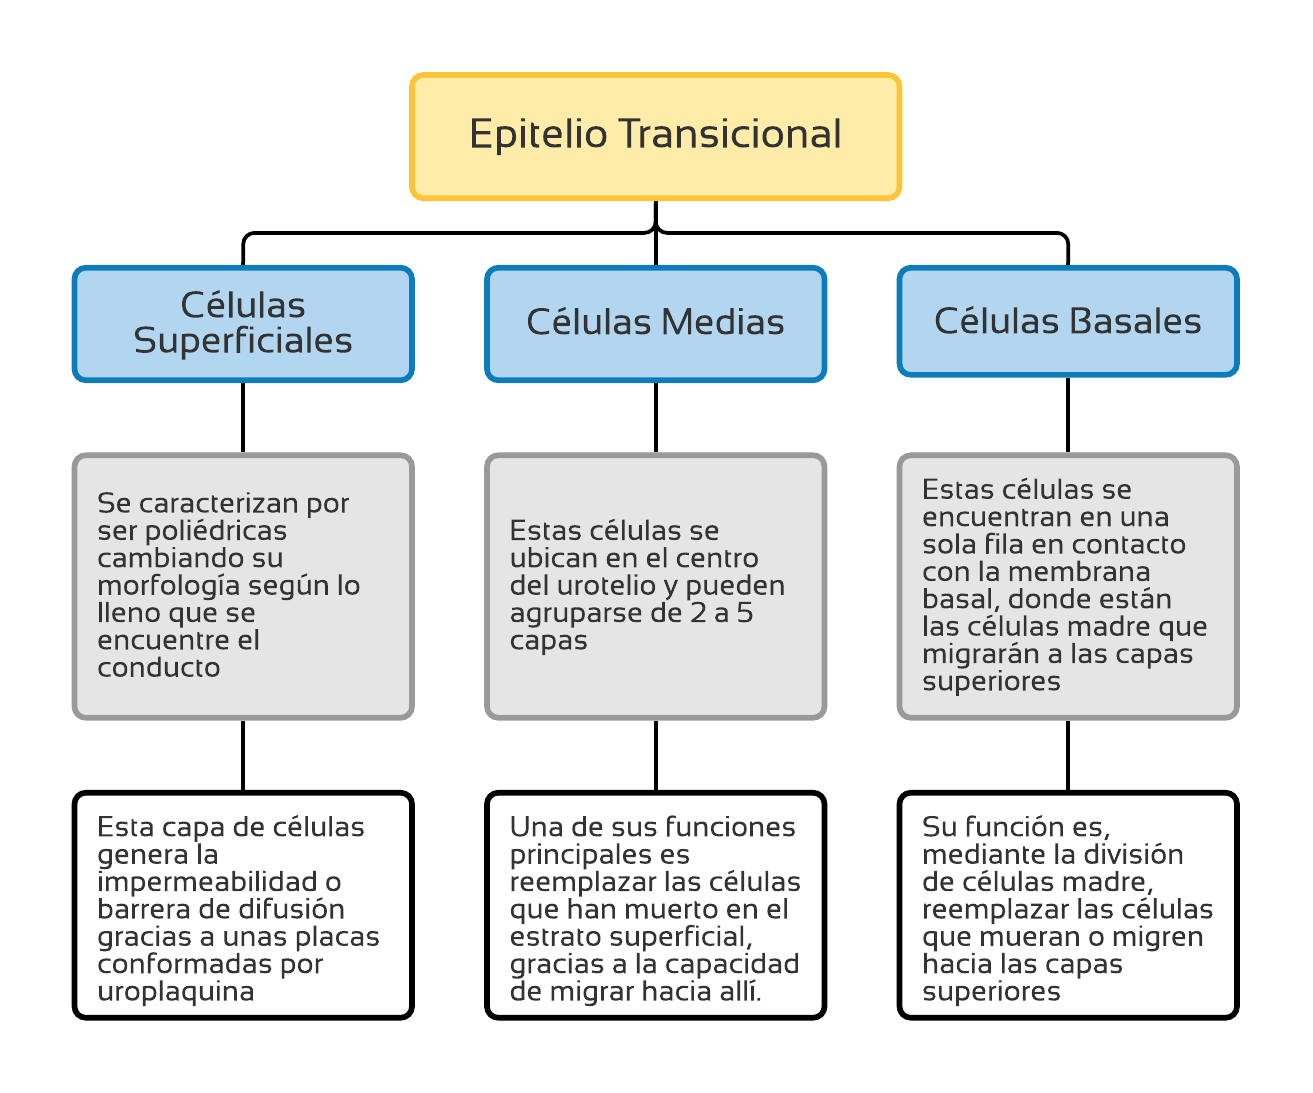 Epitelio Transicional
Células
Superficiales
Células Medias
Células Basales
Se caracterizan por
ser poliédricas
cambiando su
morfología según lo
lleno que se
encuentre el
conducto
Estas células se
ubican en el centro
del urotelio y pueden
agruparse de 2 a 5
capas
Estas células se
encuentran en una
sola fila en contacto
con la membrana
basal, donde están
las células madre que
migrarán a las capas
superiores
Esta capa de células
genera la
impermeabilidad o
barrera de difusión
gracias a unas placas
conformadas por
uroplaquina
Una de sus funciones
principales es
reemplazar las células
que han muerto en el
estrato superficial,
gracias a la capacidad
de migrar hacia allí.
Su función es,
mediante la división
de células madre,
reemplazar las células
que mueran o migren
hacia las capas
superiores